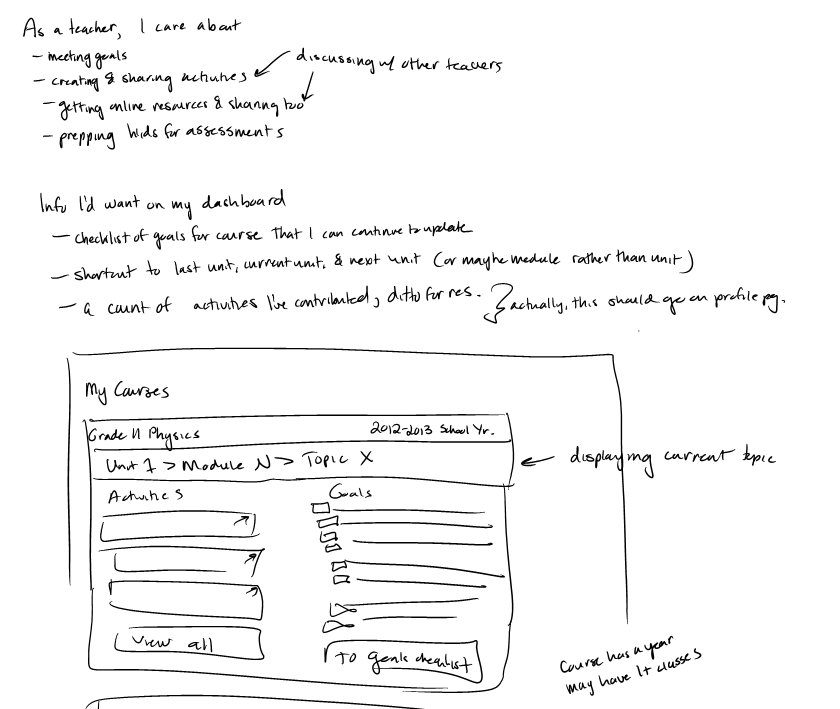 As a teacher, I care about
- meeting goals
- creating & sharing activities
discussing w/ other teachers
- getting online resources & sharing too
- prepping kids for assessments
Info I'd want on my dashboard
- checklist of goals for course that I can continue to update
- shortcut to last unit, current unit, & next unit (or maybe module rather than unit)
- a count of activities I've contributed, ditto for res. } actually, this should go on profile pg.
My Courses
Grade 11 Physics 2012-2013 School Yr.
Unit 1 > Module N > Topic X
displaying current topic
Activities Goals
View all
To goals checklist
Course has a year
may have 1+ classes